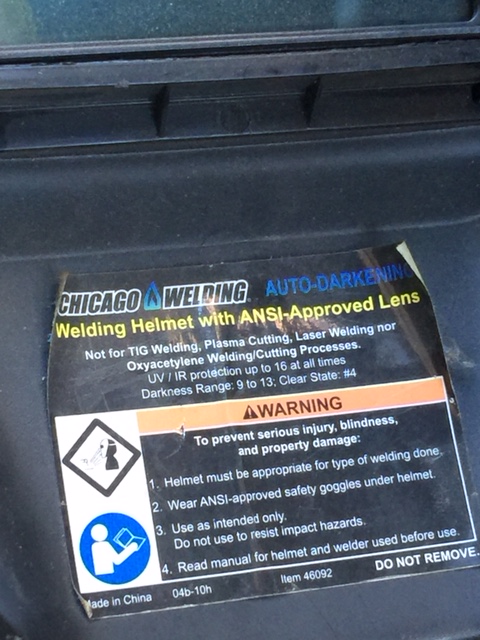 CHICAGO WELDING AUTO-DARKENING
Welding Helmet with ANSI-Approved Lens
Not for TIG Welding, Plasma Cutting, Laser Welding nor
Oxyacetylene Welding/Cutting Processes.
UV / IR protection up to 16 at all times
Darkness Range: 9 to 13; Clear State: #4
WARNING
To prevent serious injury, blindness,
and property damage:
1. Helmet must be appropriate for type of welding done.
2. Wear ANSI-approved safety goggles under helmet.
3. Use as intended only.
Do not use to resist impact hazards.
4. Read manual for helmet and welder used before use.
Made in China 04b-10h Item 46092 DO NOT REMOVE.